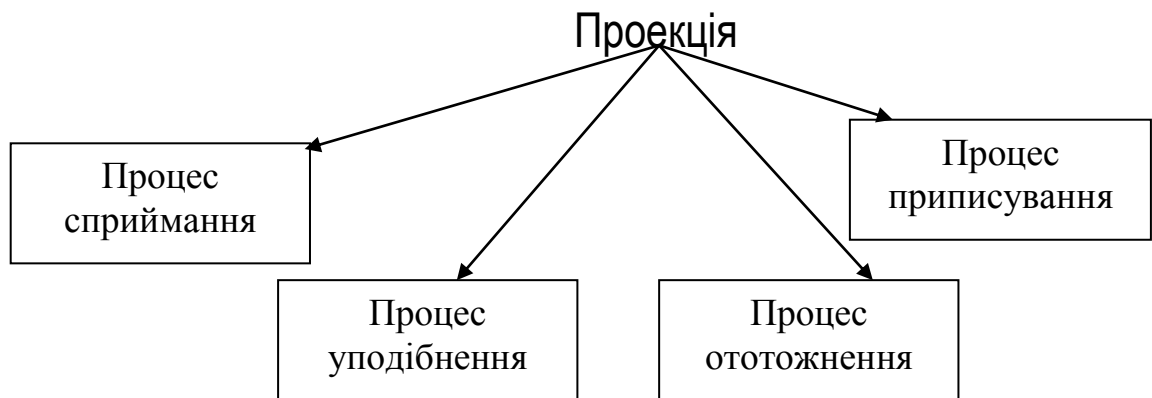 Проекція
Процес
сприймання
Процес
приписування
Процес
уподібнення
Процес
ототожнення